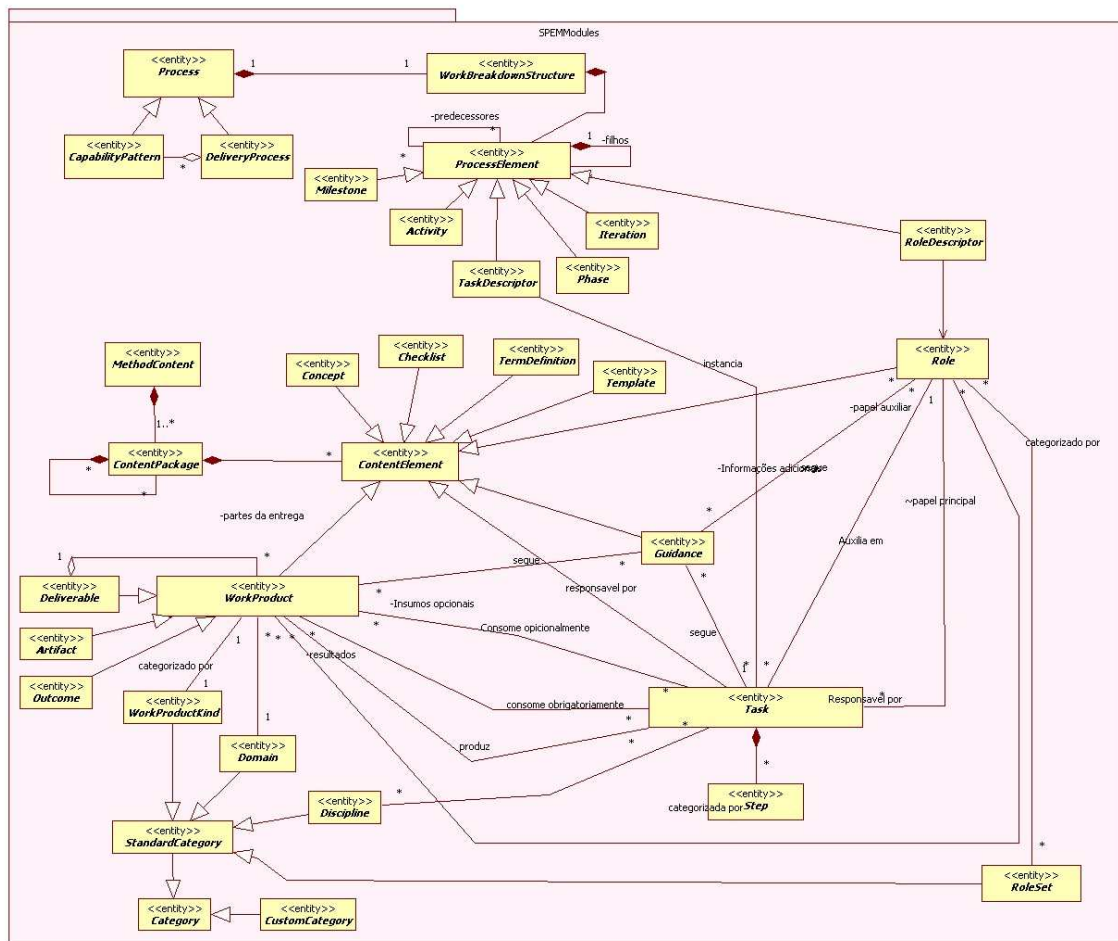 SPEMModules
<<entity>>
Process
1
1
<<entity>>
WorkBreakdownStructure
<<entity>>
CapabilityPattern
*
<<entity>>
DeliveryProcess
-predecessores
*
*
1
-filhos
<<entity>>
ProcessElement
<<entity>>
Milestone
<<entity>>
Activity
<<entity>>
Iteration
<<entity>>
RoleDescriptor
<<entity>>
TaskDescriptor
<<entity>>
Phase
<<entity>>
MethodContent
1..*
<<entity>>
Concept
<<entity>>
Checklist
<<entity>>
TermDefinition
<<entity>>
Template
instancia
<<entity>>
Role
*
*
1
*
*
-papel auxiliar
categorizado por
<<entity>>
ContentPackage
*
*
*
<<entity>>
ContentElement
-Informações adicionais
segue
~papel principal
-partes da entrega
*
<<entity>>
Guidance
*
*
Auxilia em
1
*
<<entity>>
Deliverable
<<entity>>
WorkProduct
segue
*
responsavel por
-Insumos opcionais
*
Consome opicionalmente
segue
<<entity>>
Artifact
<<entity>>
Outcome
categorizado por
1
1
*
*
*
*
-resultados
<<entity>>
WorkProductKind
consome obrigatoriamente
*
*
1
*
*
<<entity>>
Task
Responsavel por
*
1
produz
*
*
<<entity>>
Domain
<<entity>>
Discipline
*
categorizada por
*
<<entity>>
Step
<<entity>>
StandardCategory
*
<<entity>>
RoleSet
<<entity>>
Category
<<entity>>
CustomCategory